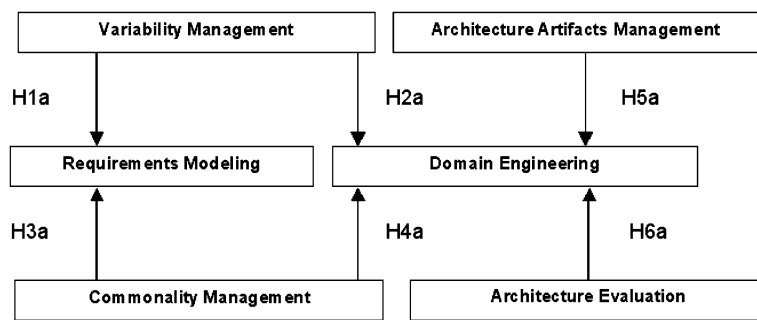 Variability Management
Architecture Artifacts Management
H1a
H2a
H5a
Requirements Modeling
Domain Engineering
H3a
H4a
H6a
Commonality Management
Architecture Evaluation